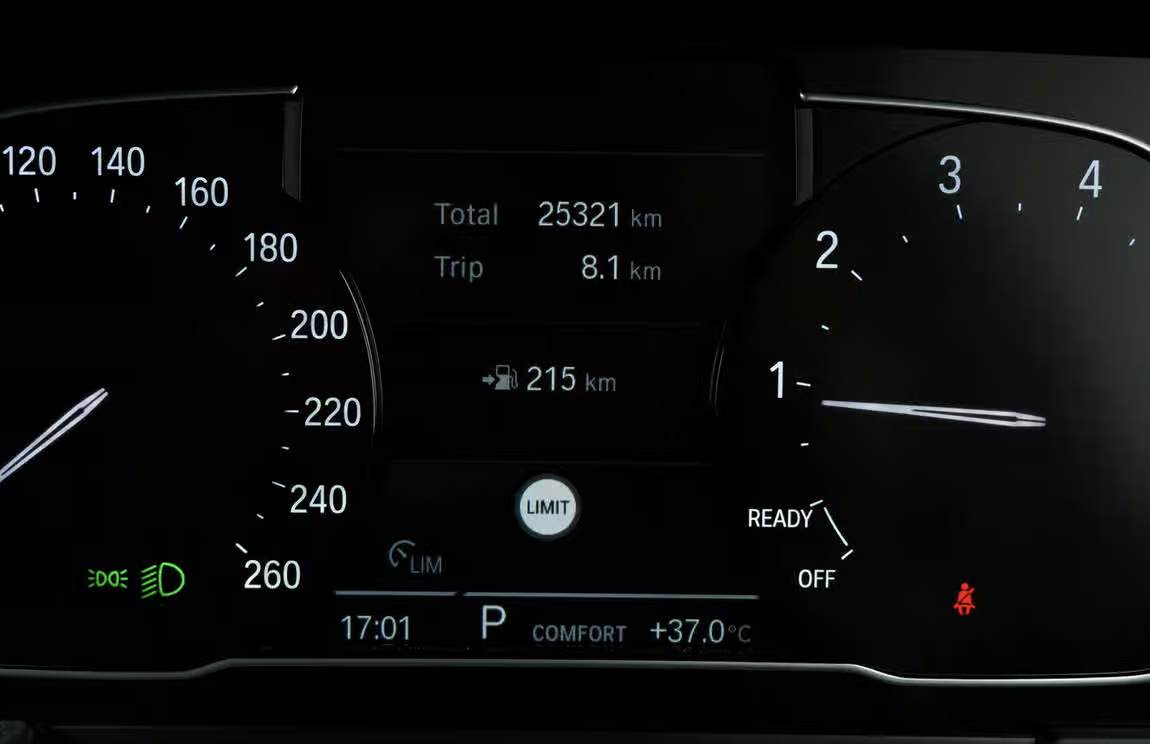 120
140
160
180
200
220
240
260
Total 25321 km
Trip 8.1 km
215 km
LIMIT
LIM
17:01 P COMFORT +37.0°C
4
3
2
1
READY
OFF